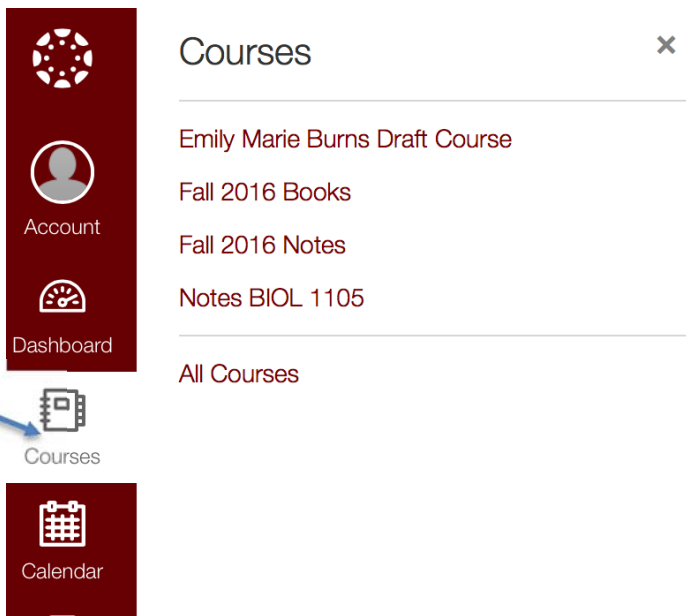 Account
Dashboard
Courses
Calendar
Courses
×
Emily Marie Burns Draft Course
Fall 2016 Books
Fall 2016 Notes
Notes BIOL 1105
All Courses